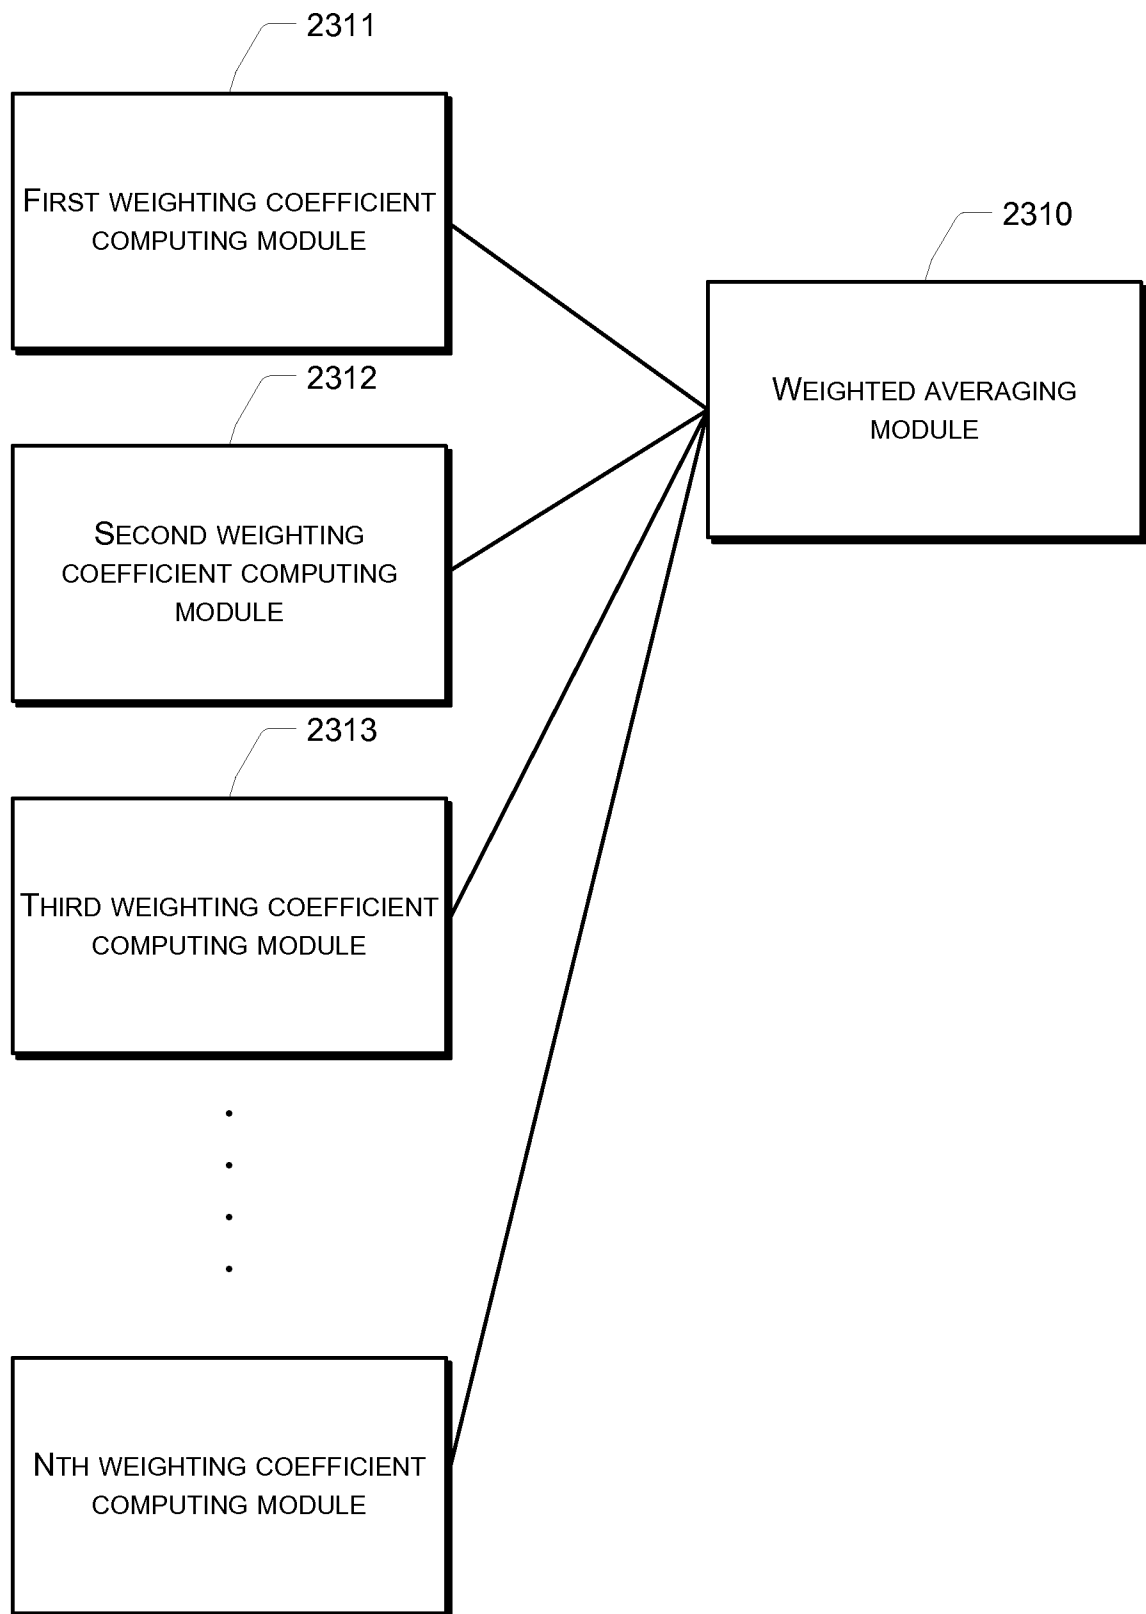 2311
FIRST WEIGHTING COEFFICIENT
COMPUTING MODULE
2310
WEIGHTED AVERAGING
MODULE
2312
SECOND WEIGHTING
COEFFICIENT COMPUTING
MODULE
2313
THIRD WEIGHTING COEFFICIENT
COMPUTING MODULE
NTH WEIGHTING COEFFICIENT
COMPUTING MODULE